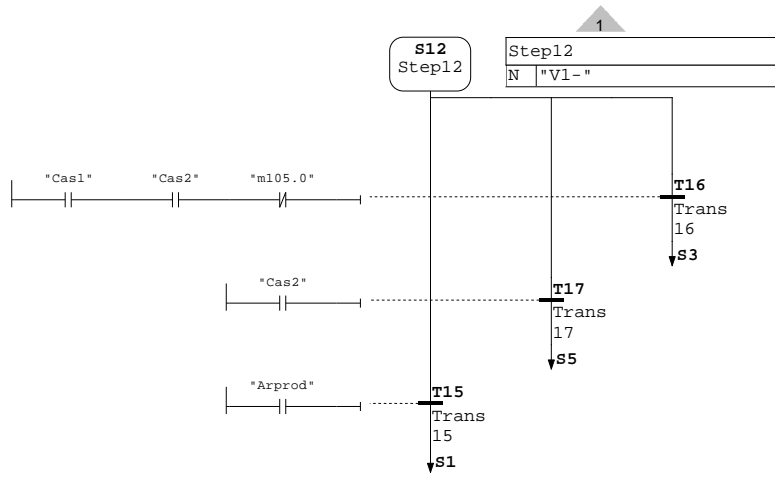 1
S12
Step12
Step12
N "V1-"
"Cas1" "Cas2" "m105.0"
T16
Trans
16
S3
"Cas2"
T17
Trans
17
S5
"Arprod"
T15
Trans
15
S1